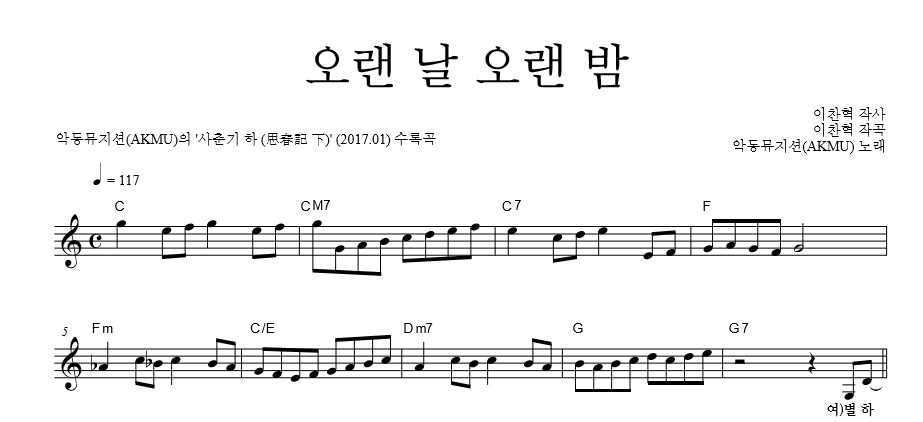 오랜 날 오랜 밤
이찬혁 작사
이찬혁 작곡
악동뮤지션(AKMU)의 '사춘기 하 (思春記 下)' (2017.01) 수록곡
악동뮤지션(AKMU) 노래
= 117
C CM7 C7 F
5 Fm C/E Dm7 G G7
여)별 하